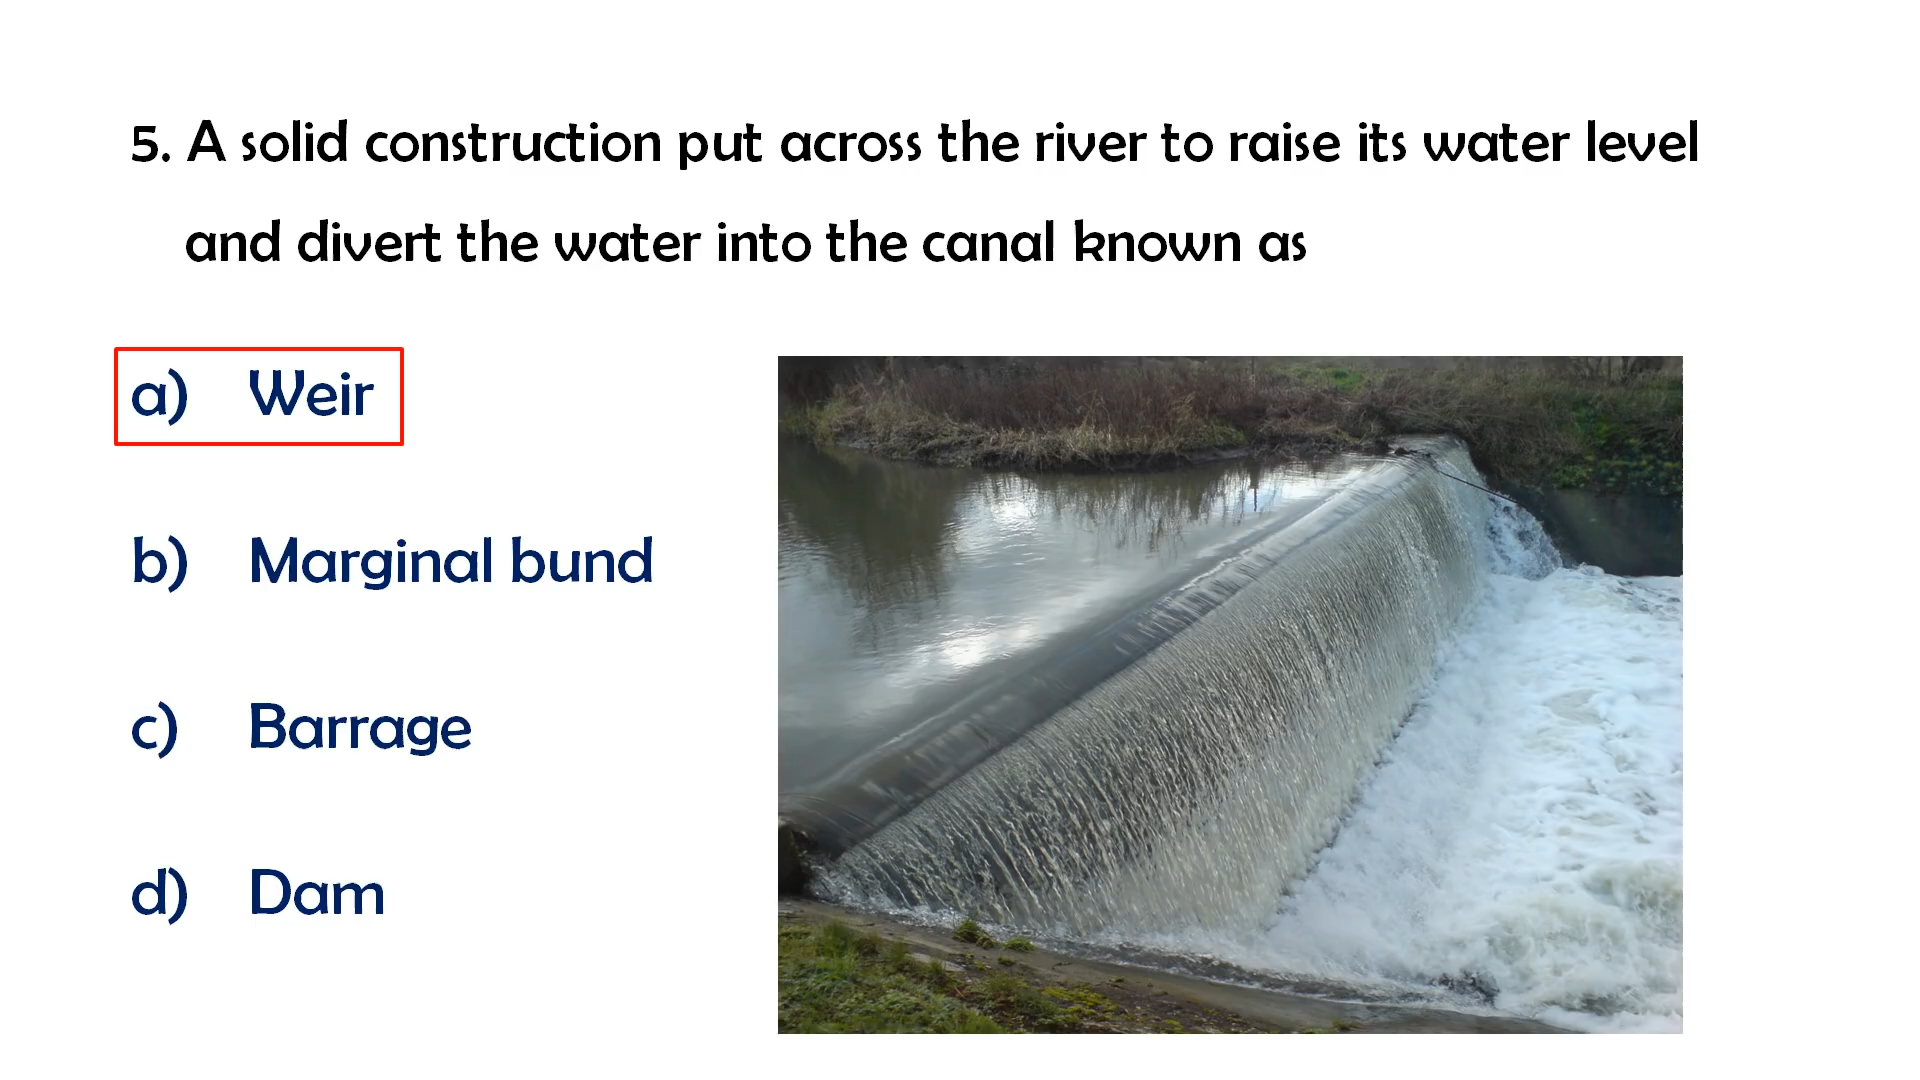 5. A solid construction put across the river to raise its water level
and divert the water into the canal known as
a) Weir
b) Marginal bund
c) Barrage
d) Dam